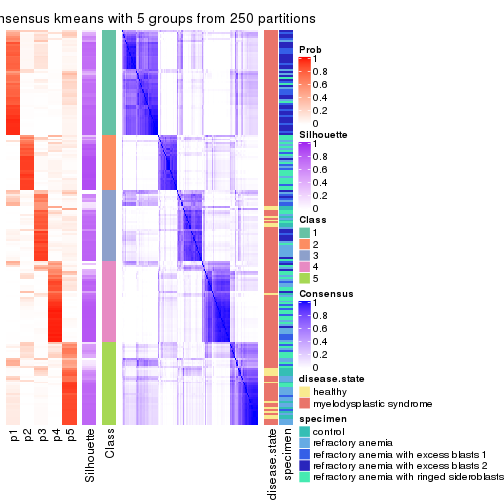 nsensus kmeans with 5 groups from 250 partitions
Prob
1
0.8
0.6
0.4
0.2
0
Silhouette
1
0.8
0.6
0.4
0.2
0
Class
1
2
3
4
5
Consensus
1
0.8
0.6
0.4
0.2
0
disease.state
healthy
myelodysplastic syndrome
specimen
control
refractory anemia
refractory anemia with excess blasts 1
refractory anemia with excess blasts 2
refractory anemia with ringed sideroblasts
p1
p2
p3
p4
p5
Silhouette
Class
disease.state
specimen